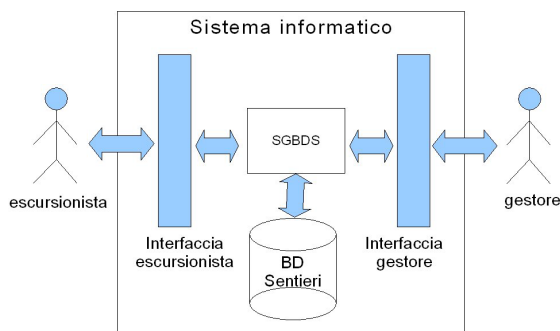 Sistema informatico
SGBDS
escursionista
gestore
Interfaccia
escursionista
BD
Sentieri
Interfaccia
gestore